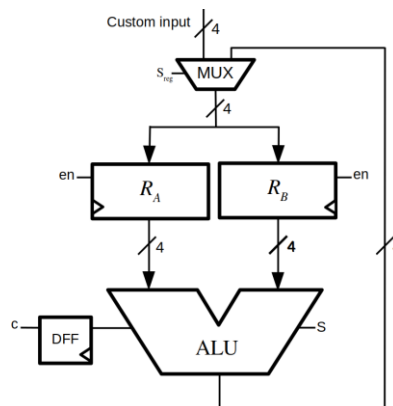 Custom input
4
S_reg
MUX
4
en
R_A
R_B
en
4
4
c
DFF
ALU
S